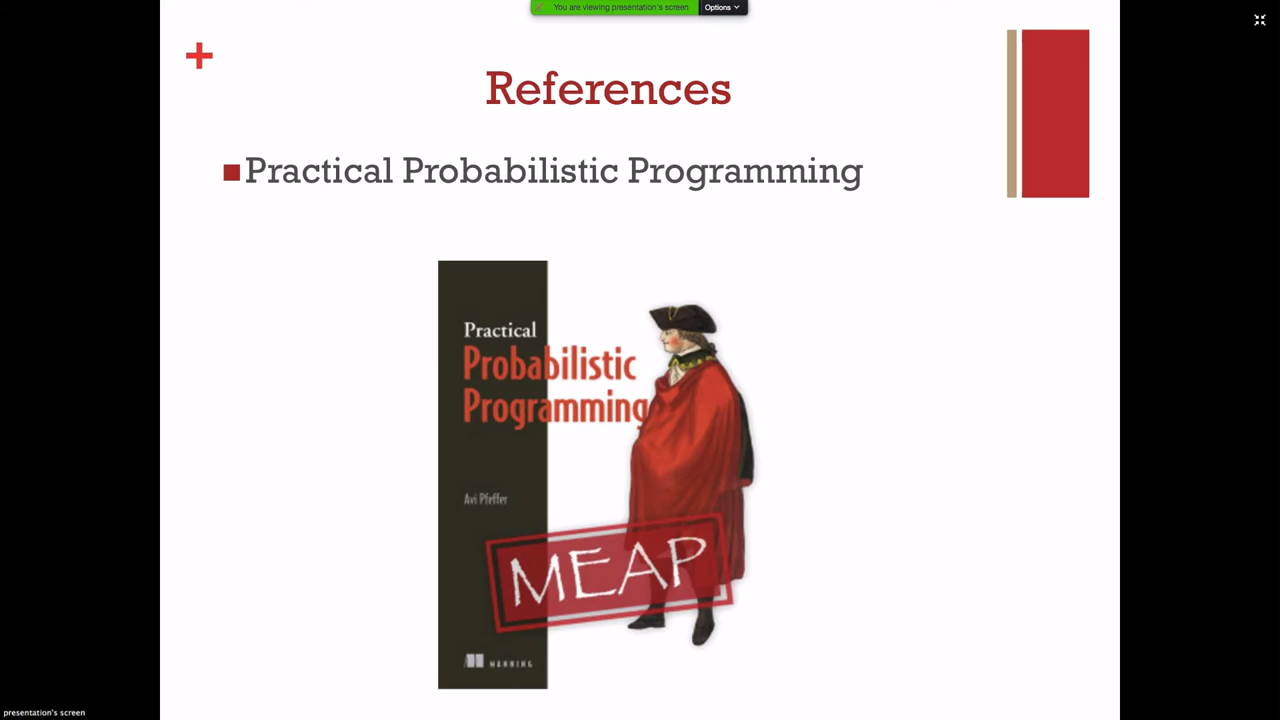 You are viewing presentation's screen Options
+
References
Practical Probabilistic Programming
Practical
Probabilistic
Programming
Avi Pfeffer
MEAP
MANNING
presentation's screen